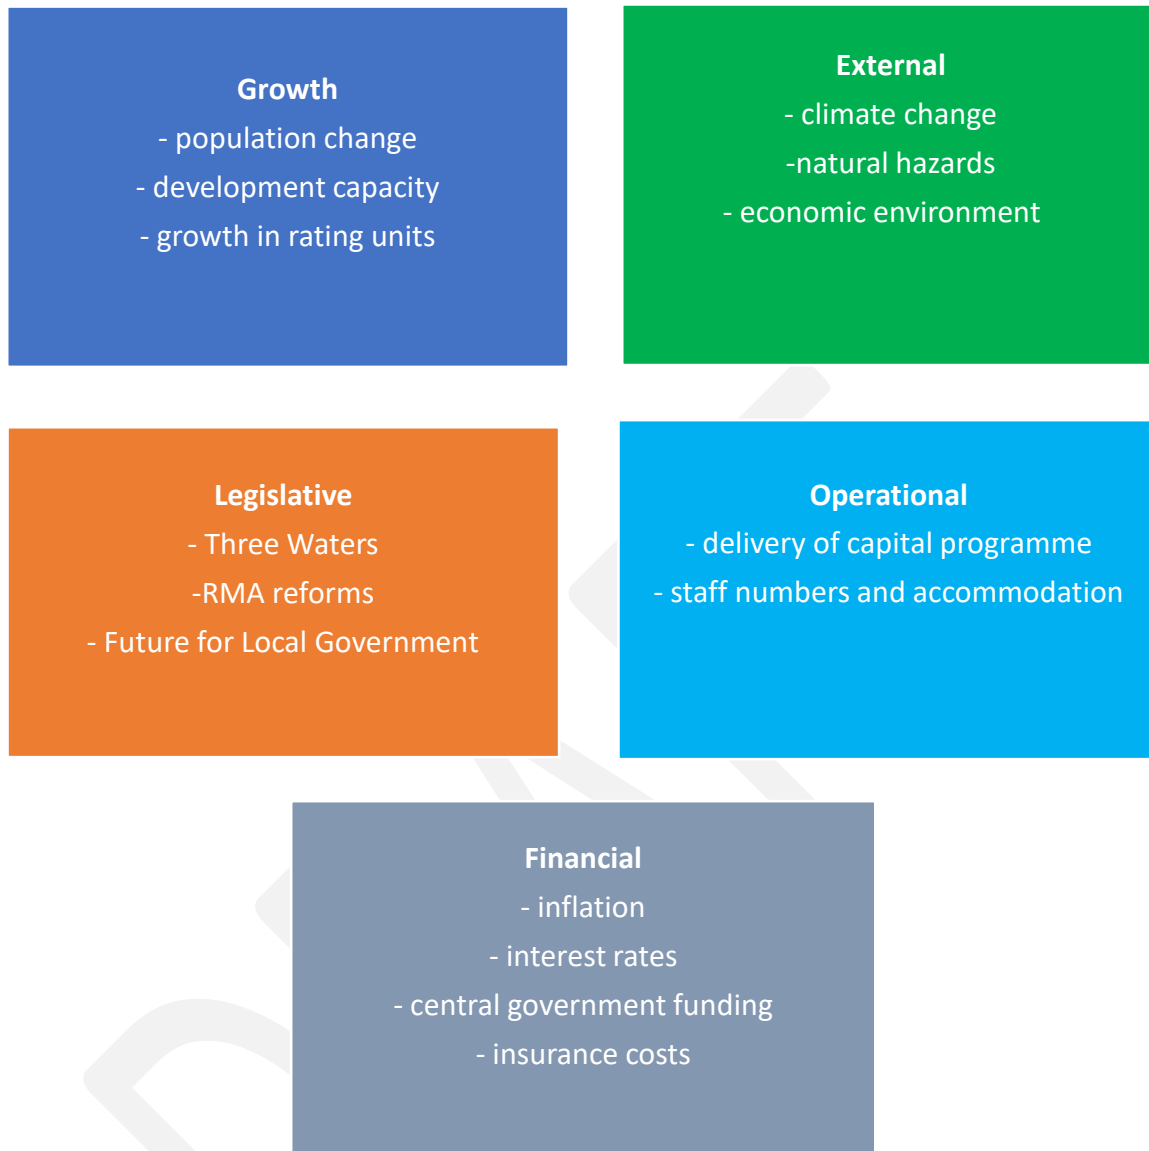 Growth
- population change
- development capacity
- growth in rating units
External
- climate change
-natural hazards
- economic environment
Legislative
- Three Waters
-RMA reforms
- Future for Local Government
Operational
- delivery of capital programme
- staff numbers and accommodation
Financial
- inflation
- interest rates
- central government funding
- insurance costs